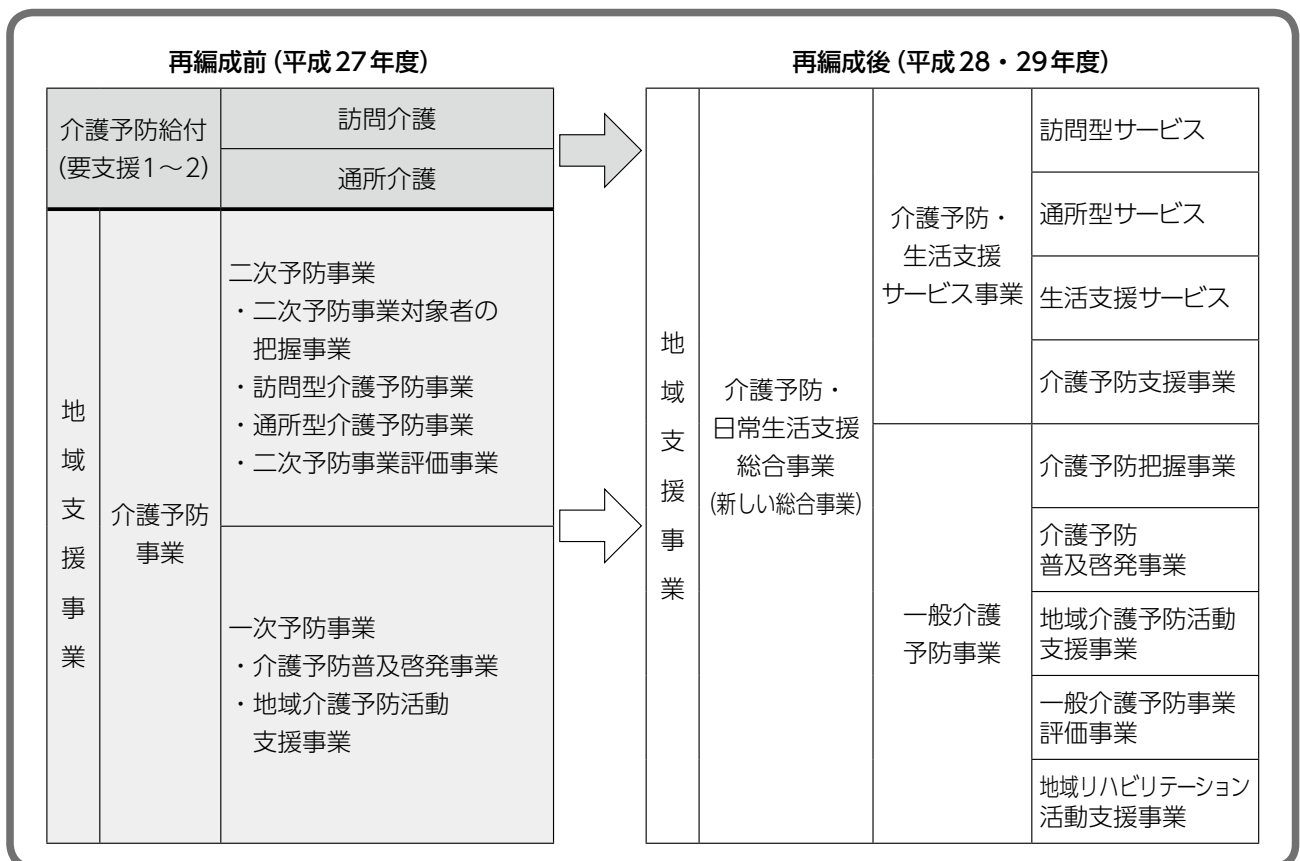 再編成前（平成27年度）
介護予防給付
（要支援1～2）
訪問介護
通所介護
地域支援事業
介護予防
事業
二次予防事業
・二次予防事業対象者の
把握事業
・訪問型介護予防事業
・通所型介護予防事業
・二次予防事業評価事業
一次予防事業
・介護予防普及啓発事業
・地域介護予防活動
支援事業
再編成後（平成28・29年度）
地域支援事業
介護予防・
日常生活支援
総合事業
（新しい総合事業）
介護予防・
生活支援
サービス事業
訪問型サービス
通所型サービス
生活支援サービス
介護予防支援事業
一般介護
予防事業
介護予防把握事業
介護予防
普及啓発事業
地域介護予防活動
支援事業
一般介護予防事業
評価事業
地域リハビリテーション
活動支援事業